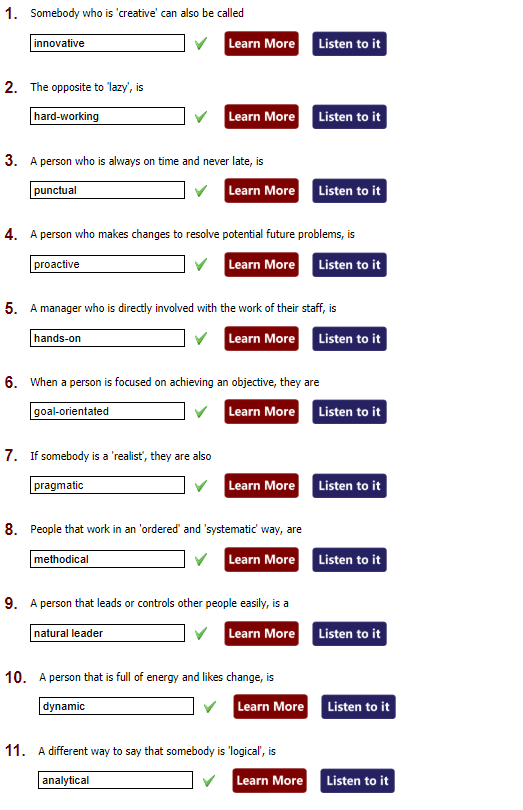 1. Somebody who is 'creative' can also be called
innovative Learn More Listen to it
2. The opposite to 'lazy', is
hard-working Learn More Listen to it
3. A person who is always on time and never late, is
punctual Learn More Listen to it
4. A person who makes changes to resolve potential future problems, is
proactive Learn More Listen to it
5. A manager who is directly involved with the work of their staff, is
hands-on Learn More Listen to it
6. When a person is focused on achieving an objective, they are
goal-orientated Learn More Listen to it
7. If somebody is a 'realist', they are also
pragmatic Learn More Listen to it
8. People that work in an 'ordered' and 'systematic' way, are
methodical Learn More Listen to it
9. A person that leads or controls other people easily, is a
natural leader Learn More Listen to it
10. A person that is full of energy and likes change, is
dynamic Learn More Listen to it
11. A different way to say that somebody is 'logical', is
analytical Learn More Listen to it